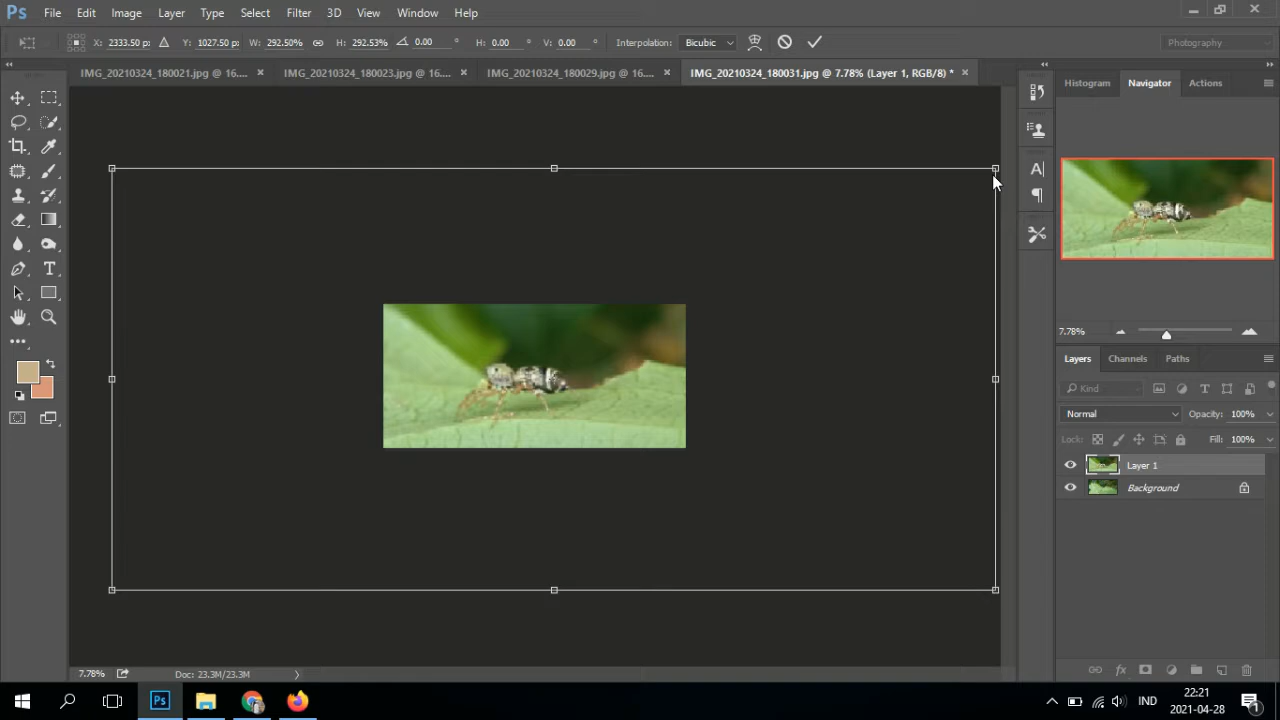 Ps File Edit Image Layer Type Select Filter 3D View Window Help
X: 2333.50 p: Y: 1027.50 p: W: 292.50% H: 292.53% 0.00 ° H: 0.00 ° V: 0.00 ° Interpolation: Bicubic Photography
IMG_20210324_180021.jpg @ 16.... × IMG_20210324_180023.jpg @ 16.... × IMG_20210324_180029.jpg @ 16.... × IMG_20210324_180031.jpg @ 7.78% (Layer 1, RGB/8) * ×
Histogram Navigator Actions
7.78%
Layers Channels Paths
Kind
Normal Opacity: 100%
Lock: Fill: 100%
Layer 1
Background
7.78% Doc: 23.3M/23.3M
Ps IND 22:21
2021-04-28 1